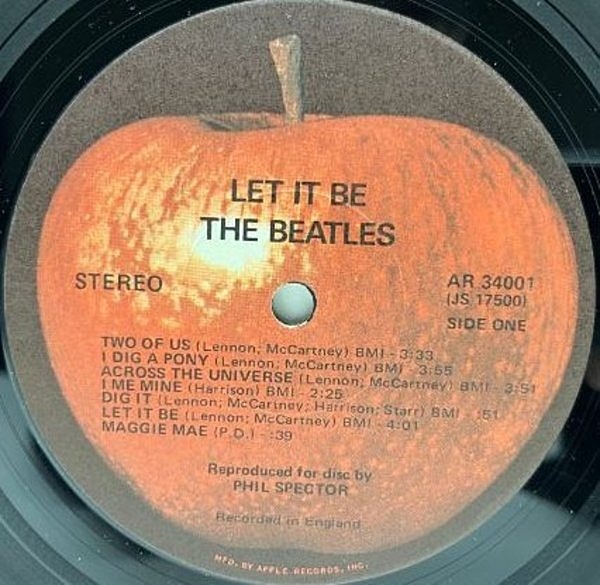 LET IT BE
THE BEATLES
STEREO
AR 34001
(JS 17500)
SIDE ONE
TWO OF US (Lennon; McCartney) BMI - 3:33
I DIG A PONY (Lennon; McCartney) BMI - 3:55
ACROSS THE UNIVERSE (Lennon; McCartney) BMI - 3:51
I ME MINE (Harrison) BMI - 2:25
DIG IT (Lennon; McCartney; Harrison; Starr) BMI - :51
LET IT BE (Lennon; McCartney) BMI - 4:01
MAGGIE MAE (P.D.) - :39
Reproduced for disc by
PHIL SPECTOR
Recorded in England
MFD. BY APPLE RECORDS, INC.